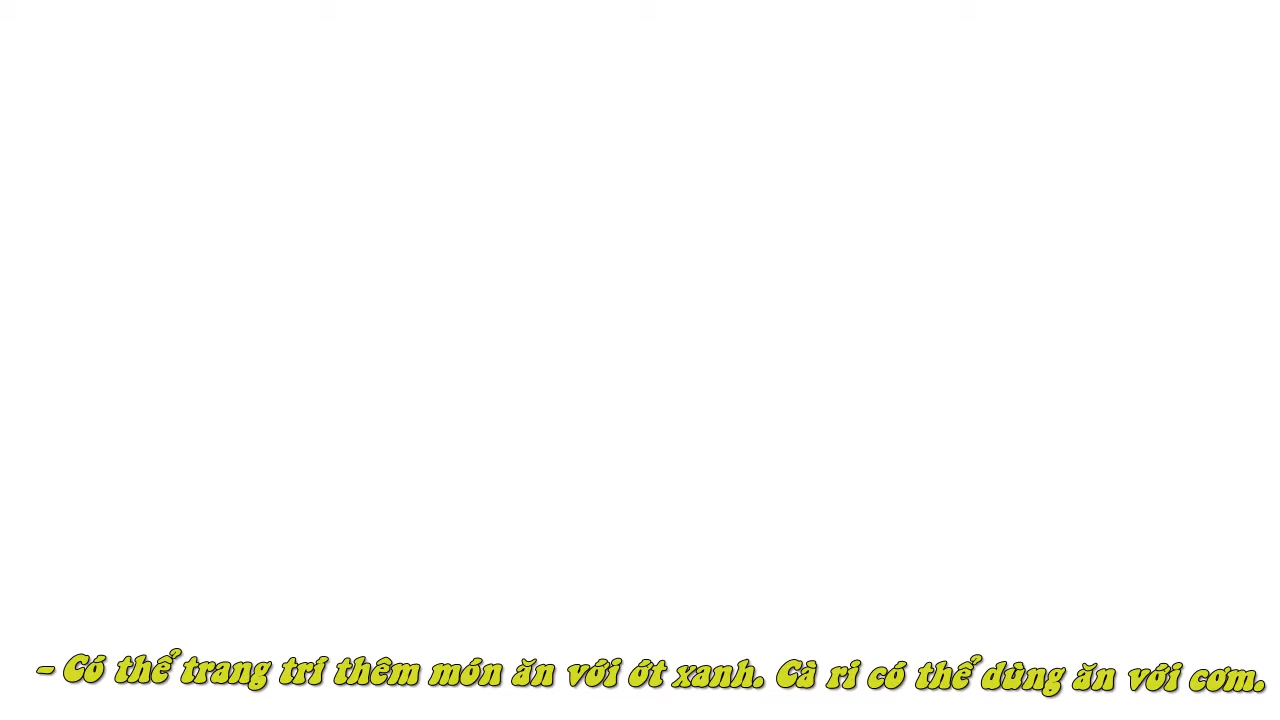 - Có thể trang trí thêm món ăn với ớt xanh. Cà ri có thể dùng ăn với cơm.